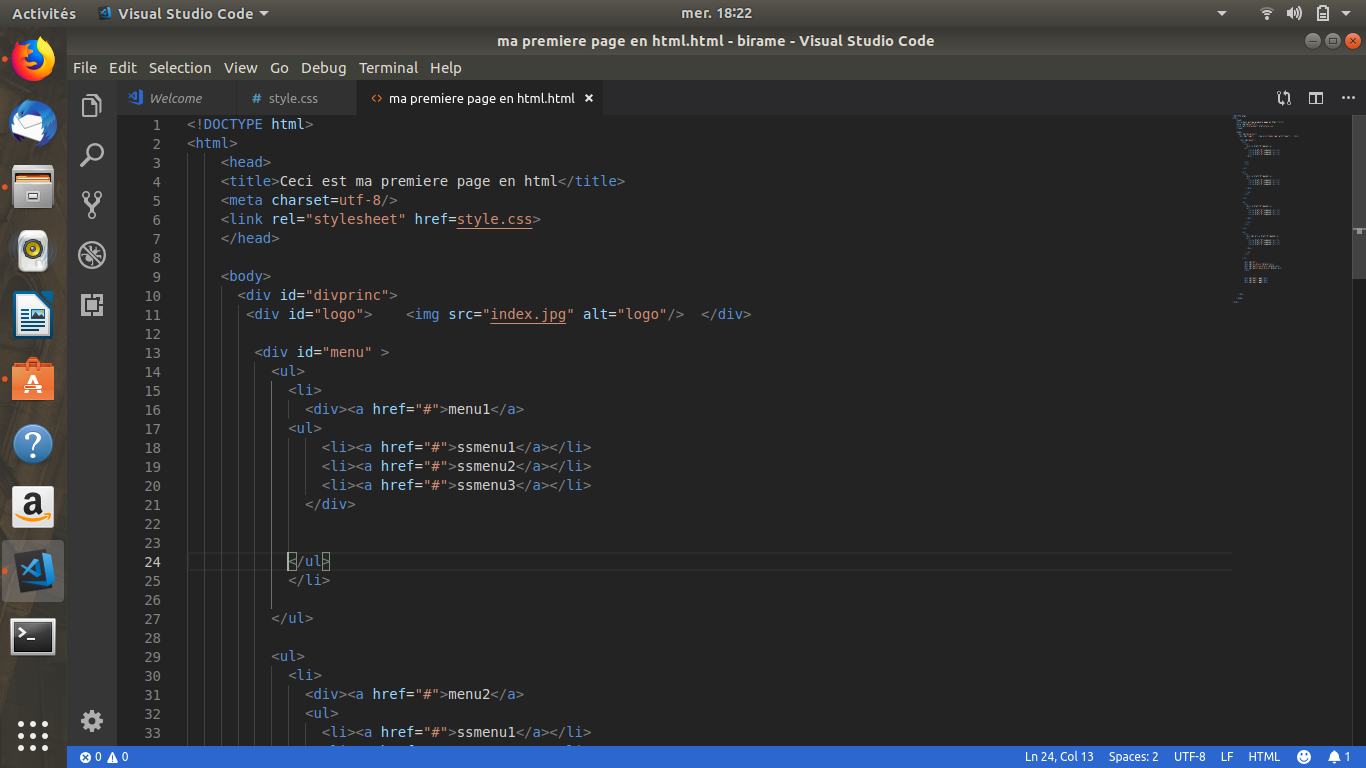 Activités Visual Studio Code mer. 18:22
ma premiere page en html.html - birame - Visual Studio Code
File Edit Selection View Go Debug Terminal Help
Welcome # style.css <> ma premiere page en html.html ×
1 <!DOCTYPE html>
2 <html>
3 <head>
4 <title>Ceci est ma premiere page en html</title>
5 <meta charset=utf-8/>
6 <link rel="stylesheet" href=style.css>
7 </head>
8
9 <body>
10 <div id="divprinc">
11 <div id="logo"> <img src="index.jpg" alt="logo"/> </div>
12
13 <div id="menu" >
14 <ul>
15 <li>
16 <div><a href="#">menu1</a>
17 <ul>
18 <li><a href="#">ssmenu1</a></li>
19 <li><a href="#">ssmenu2</a></li>
20 <li><a href="#">ssmenu3</a></li>
21 </div>
22
23
24 </ul>
25 </li>
26
27 </ul>
28
29 <ul>
30 <li>
31 <div><a href="#">menu2</a>
32 <ul>
33 <li><a href="#">ssmenu1</a></li>
0 0 Ln 24, Col 13 Spaces: 2 UTF-8 LF HTML 1